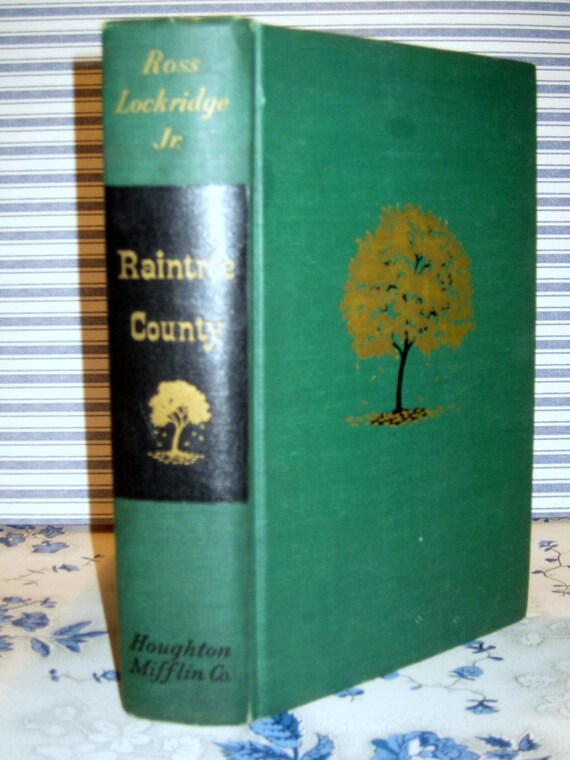 Ross
Lockridge
Jr.
Raintree
County
Houghton
Mifflin Co.